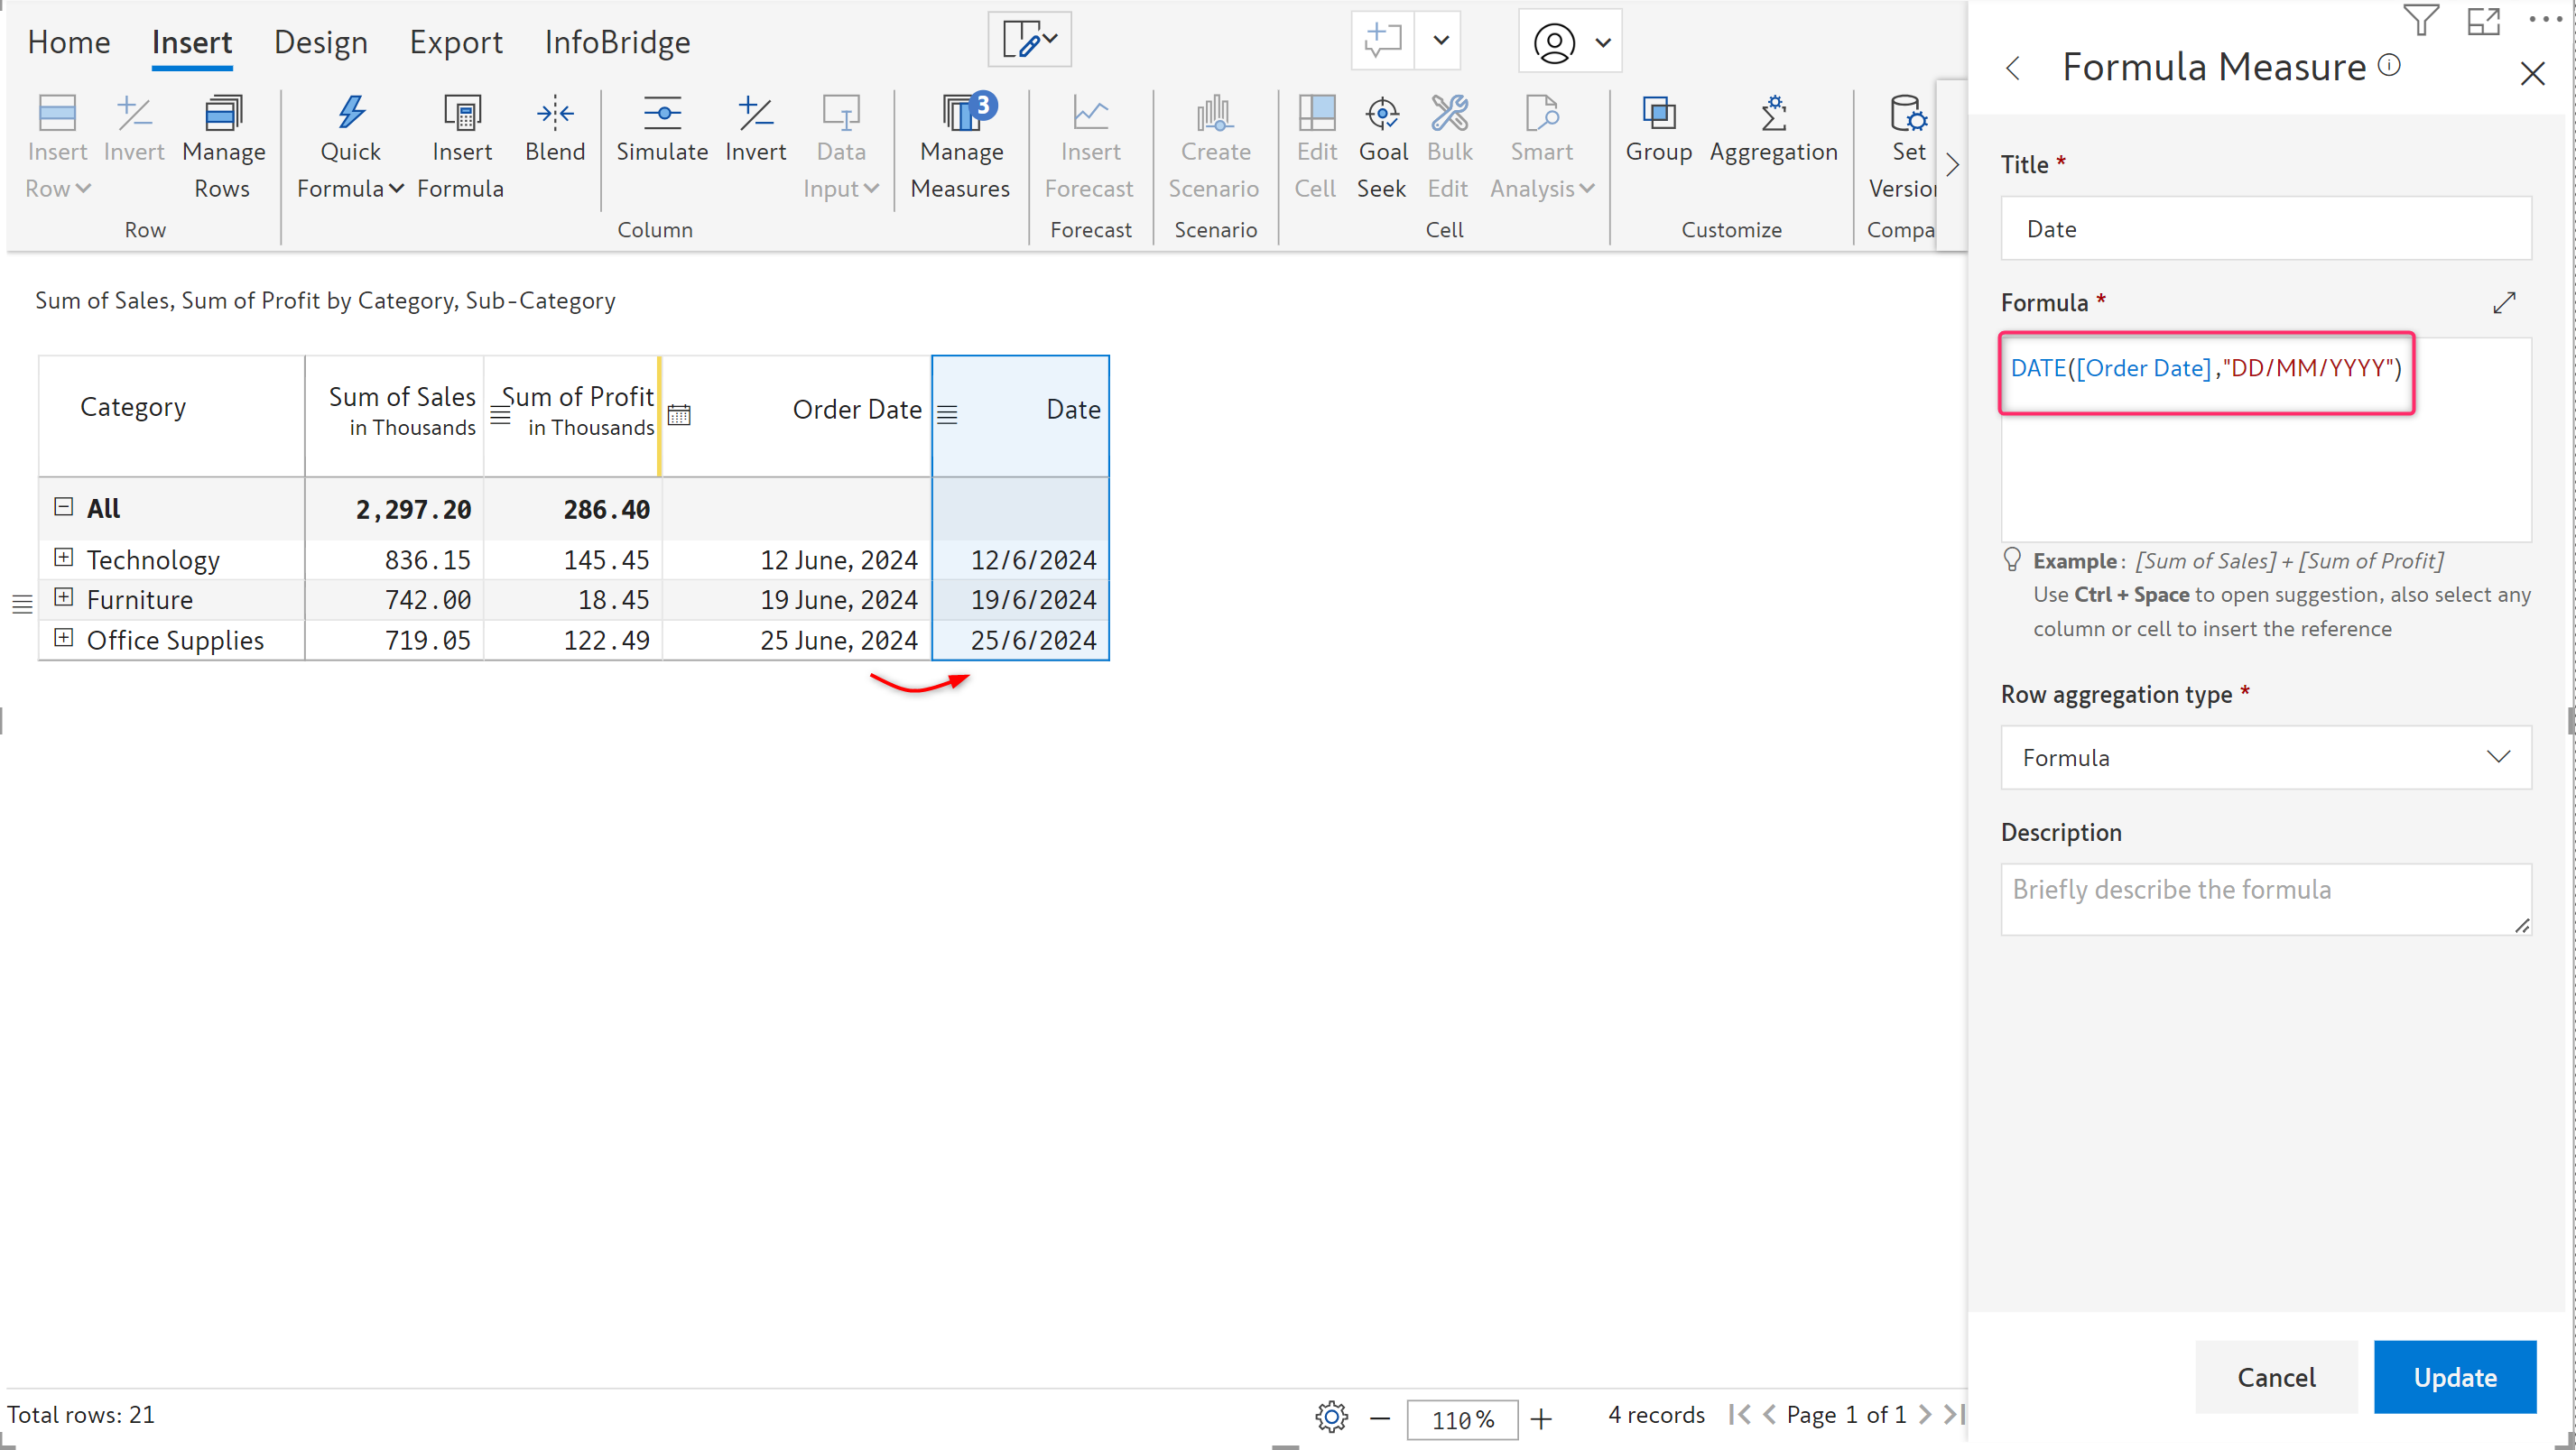 Home Insert Design Export InfoBridge
Insert Row
Invert
Manage Rows
Quick Formula
Insert Formula
Blend
Simulate
Invert
Data Input
3
Manage Measures
Insert Forecast
Create Scenario
Edit Cell
Goal Seek
Bulk Edit
Smart Analysis
Group
Aggregation
Set
Row Column Forecast Scenario Cell Customize
Sum of Sales, Sum of Profit by Category, Sub-Category
Category Sum of Sales in Thousands Sum of Profit in Thousands Order Date Date
All 2,297.20 286.40
Technology 836.15 145.45 12 June, 2024 12/6/2024
Furniture 742.00 18.45 19 June, 2024 19/6/2024
Office Supplies 719.05 122.49 25 June, 2024 25/6/2024
Total rows: 21
110%
4 records
Page 1 of 1
Formula Measure
Title *
Date
Formula *
DATE([Order Date],"DD/MM/YYYY")
Example : [Sum of Sales] + [Sum of Profit]
Use Ctrl + Space to open suggestion, also select any
column or cell to insert the reference
Row aggregation type *
Formula
Description
Briefly describe the formula
Cancel Update